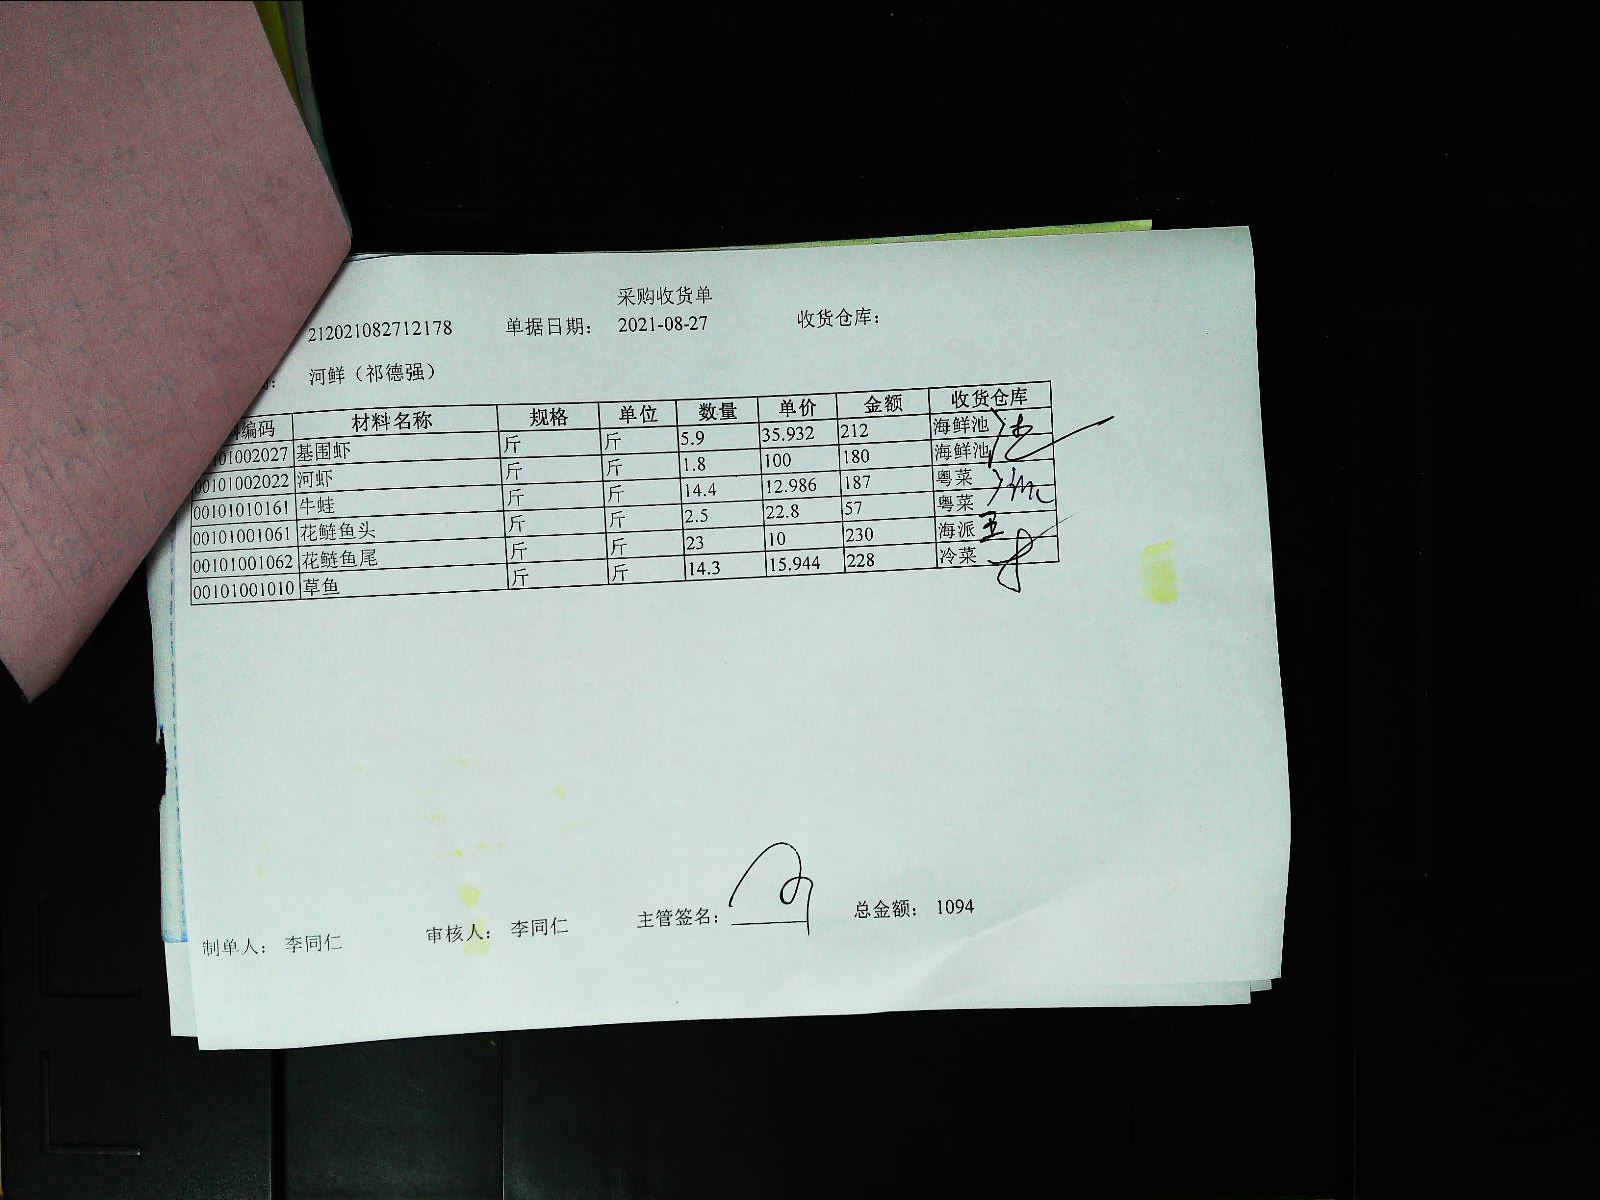 采购收货单
212021082712178 单据日期： 2021-08-27 收货仓库：
河鲜（祁德强）
编码 材料名称 规格 单位 数量 单价 金额 收货仓库
01002027 基围虾 斤 斤 5.9 35.932 212 海鲜池
00101002022 河虾 斤 斤 1.8 100 180 海鲜池
00101010161 牛蛙 斤 斤 14.4 12.986 187 粤菜
00101001061 花鲢鱼头 斤 斤 2.5 22.8 57 粤菜
00101001062 花鲢鱼尾 斤 斤 23 10 230 海派
00101001010 草鱼 斤 斤 14.3 15.944 228 冷菜
制单人： 李同仁 审核人： 李同仁 主管签名： 总金额： 1094